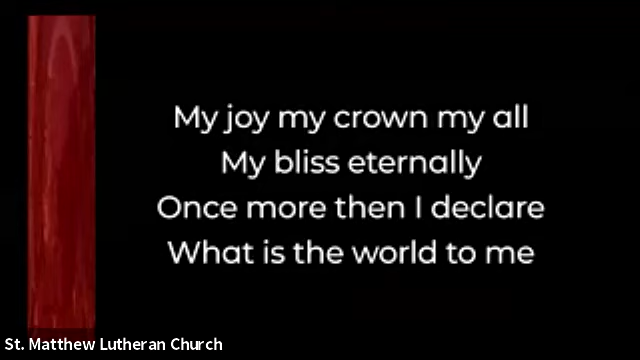 My joy my crown my all
My bliss eternally
Once more then I declare
What is the world to me
St. Matthew Lutheran Church